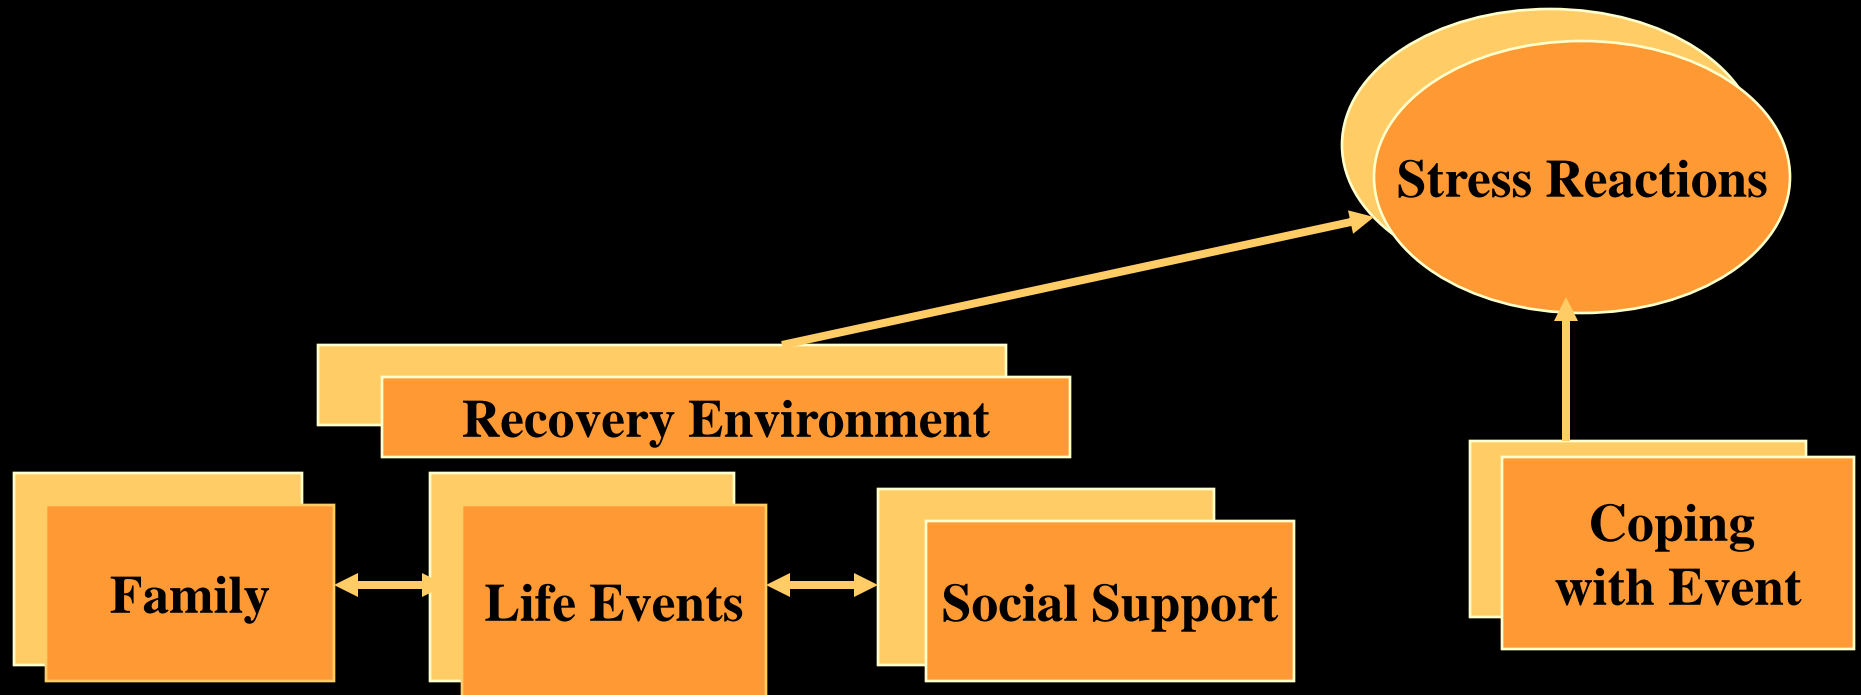 Stress Reactions
Recovery Environment
Family
Life Events
Social Support
Coping
with Event